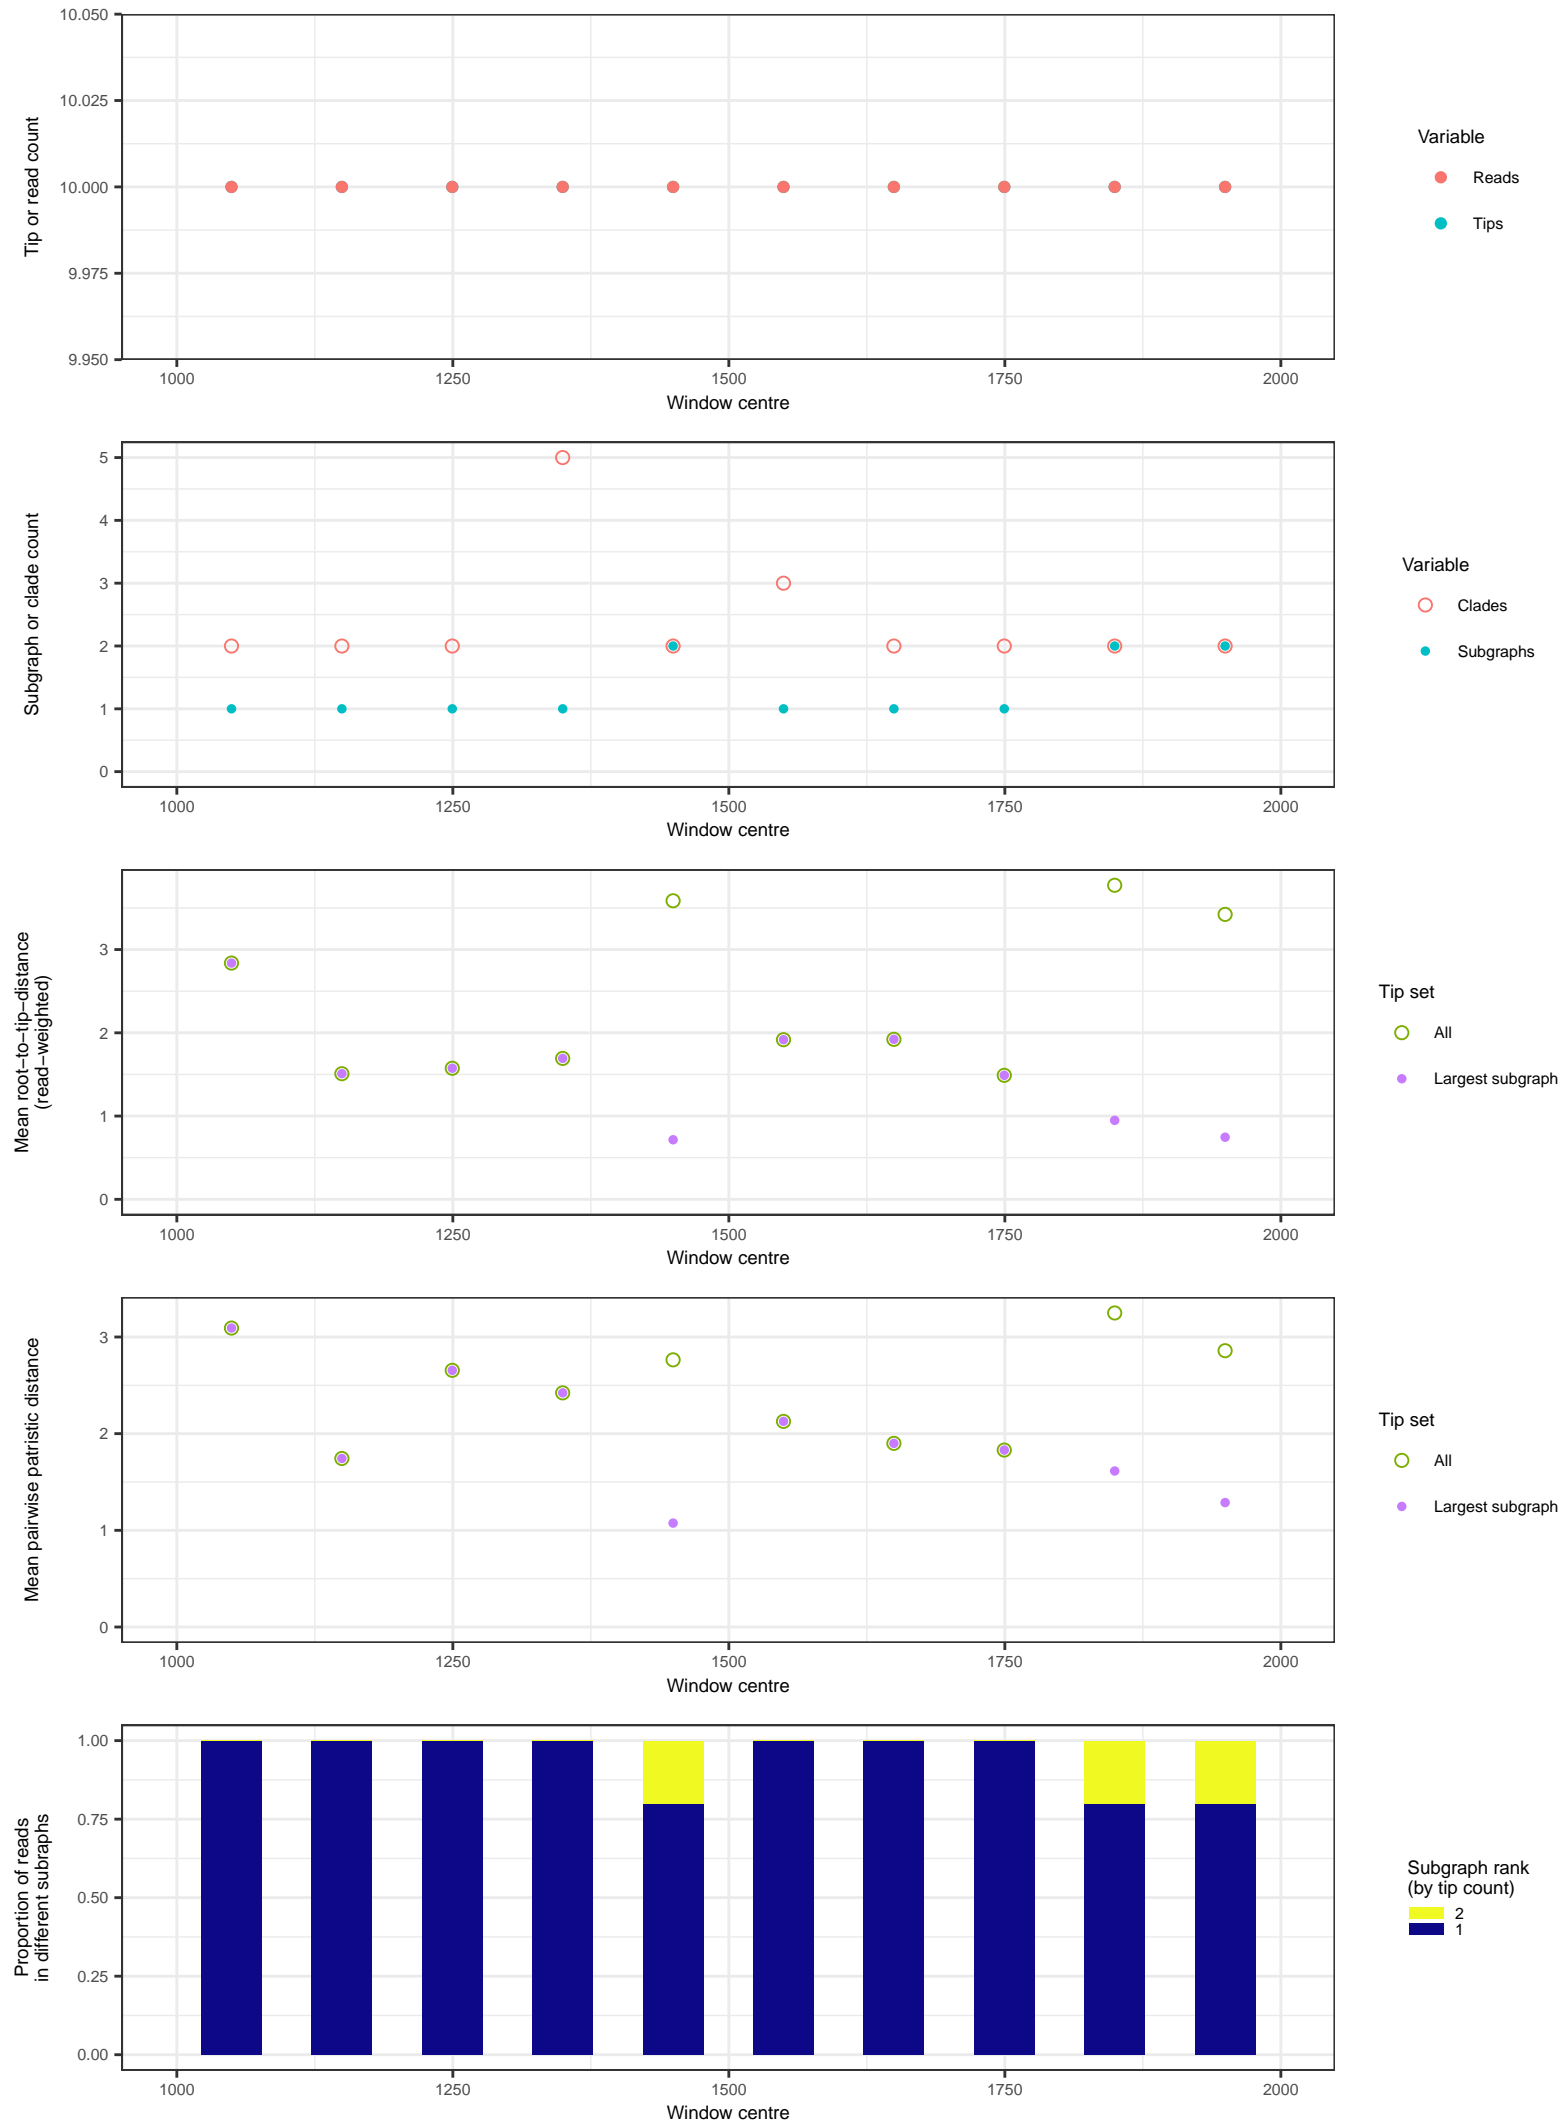 10.050
10.025
10.000
9.975
9.950
Tip or read count
1000 1250 1500 1750 2000
Window centre
Variable
Reads
Tips
5
4
3
2
1
0
Subgraph or clade count
1000 1250 1500 1750 2000
Window centre
Variable
Clades
Subgraphs
3
2
1
0
Mean root−to−tip−distance
(read−weighted)
1000 1250 1500 1750 2000
Window centre
Tip set
All
Largest subgraph
3
2
1
0
Mean pairwise patristic distance
1000 1250 1500 1750 2000
Window centre
Tip set
All
Largest subgraph
1.00
0.75
0.50
0.25
0.00
Proportion of reads
in different subraphs
1000 1250 1500 1750 2000
Window centre
Subgraph rank
(by tip count)
2
1